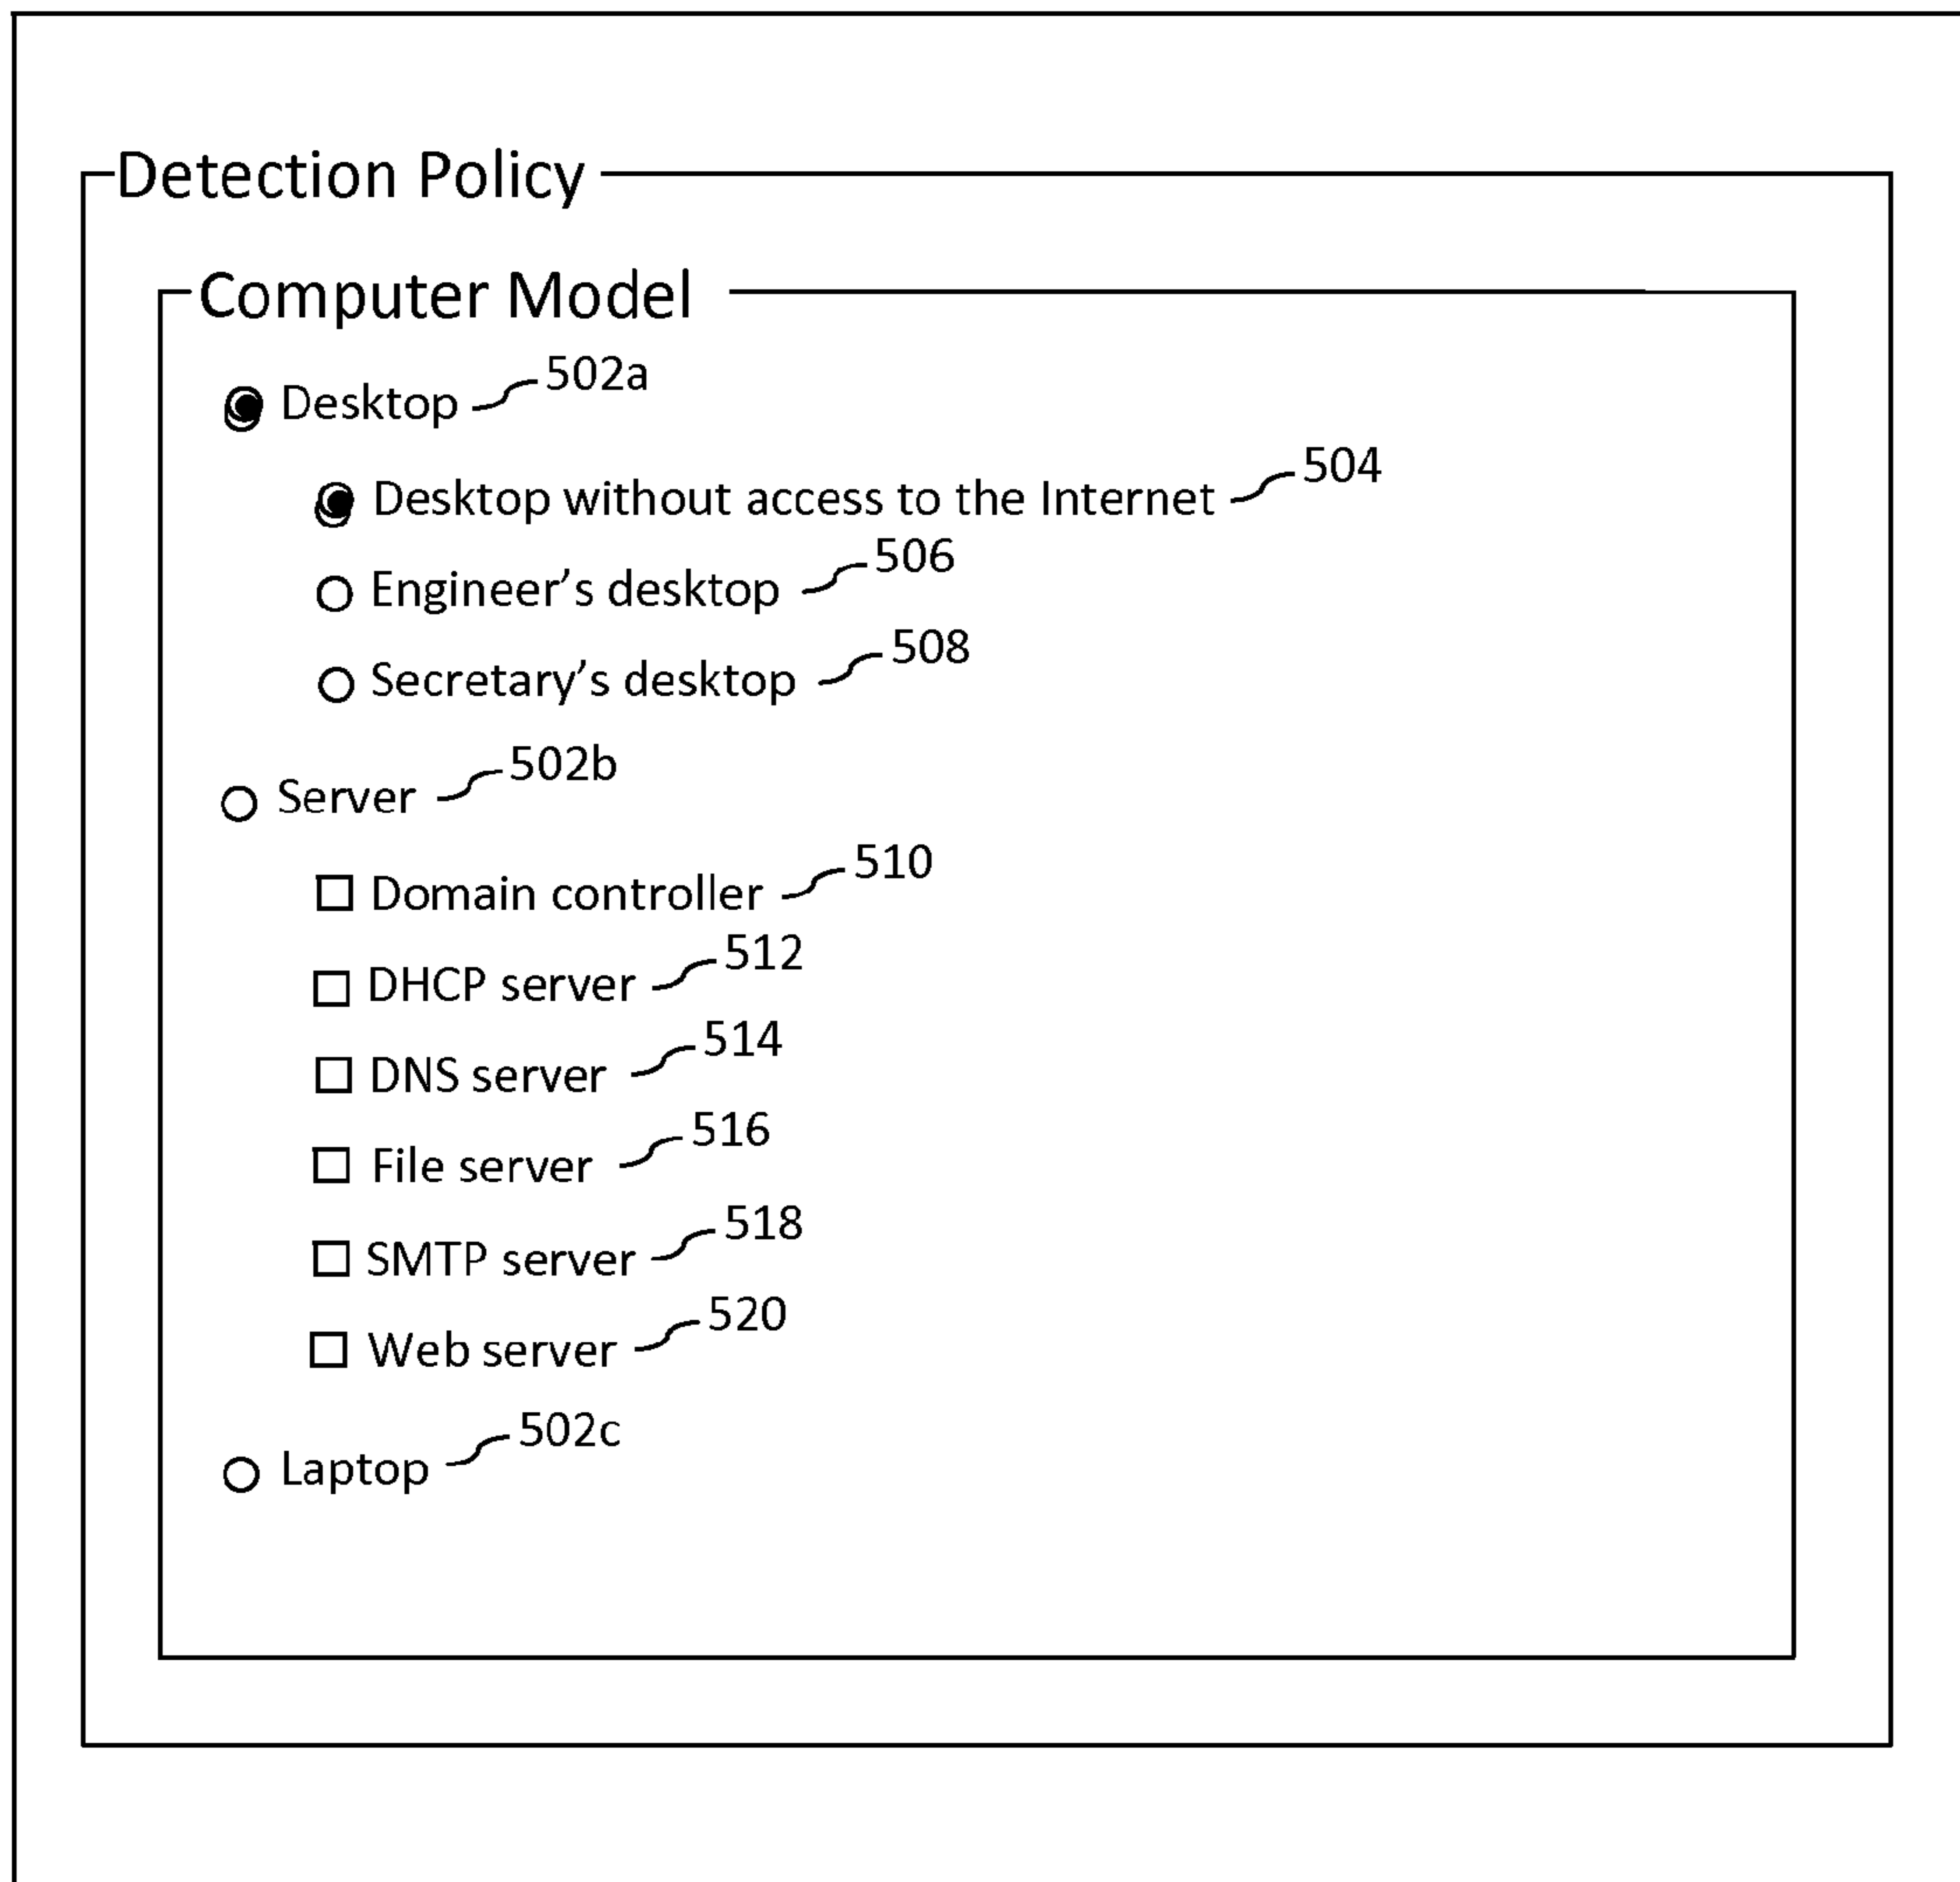 Detection Policy
Computer Model
Desktop 502a
Desktop without access to the Internet 504
Engineer’s desktop 506
Secretary’s desktop 508
Server 502b
Domain controller 510
DHCP server 512
DNS server 514
File server 516
SMTP server 518
Web server 520
Laptop 502c